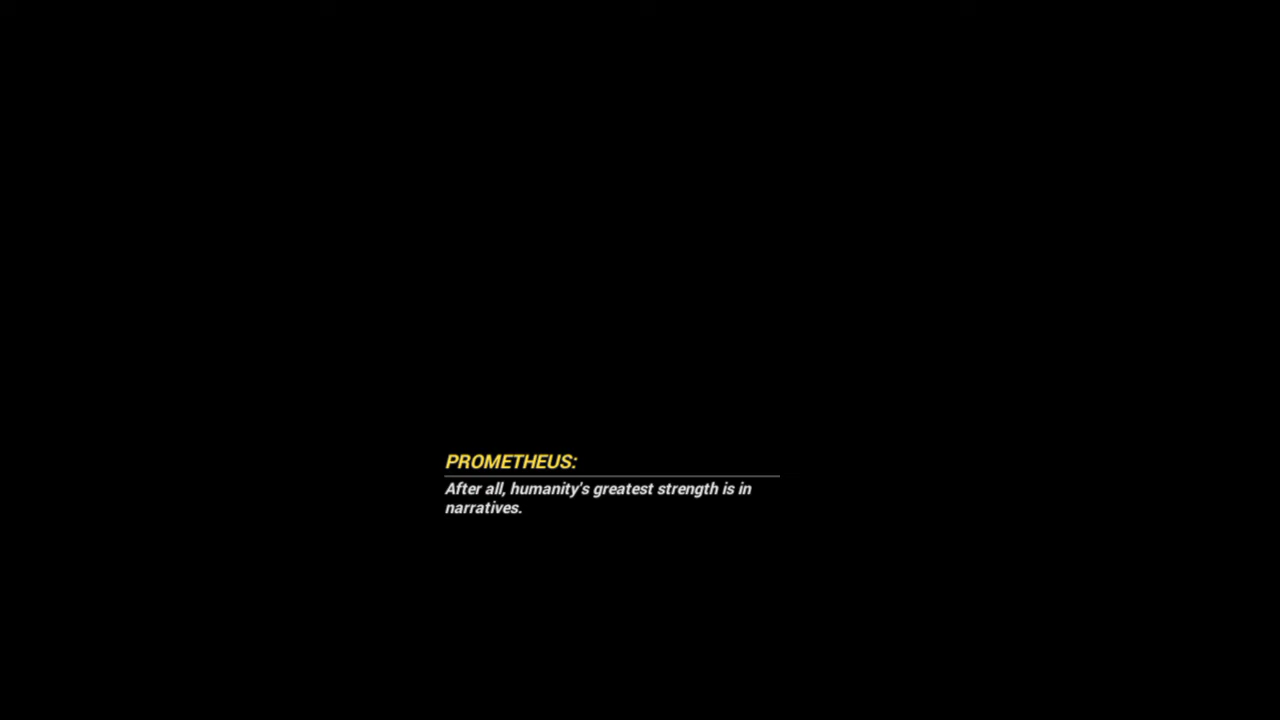 PROMETHEUS:
After all, humanity's greatest strength is in
narratives.